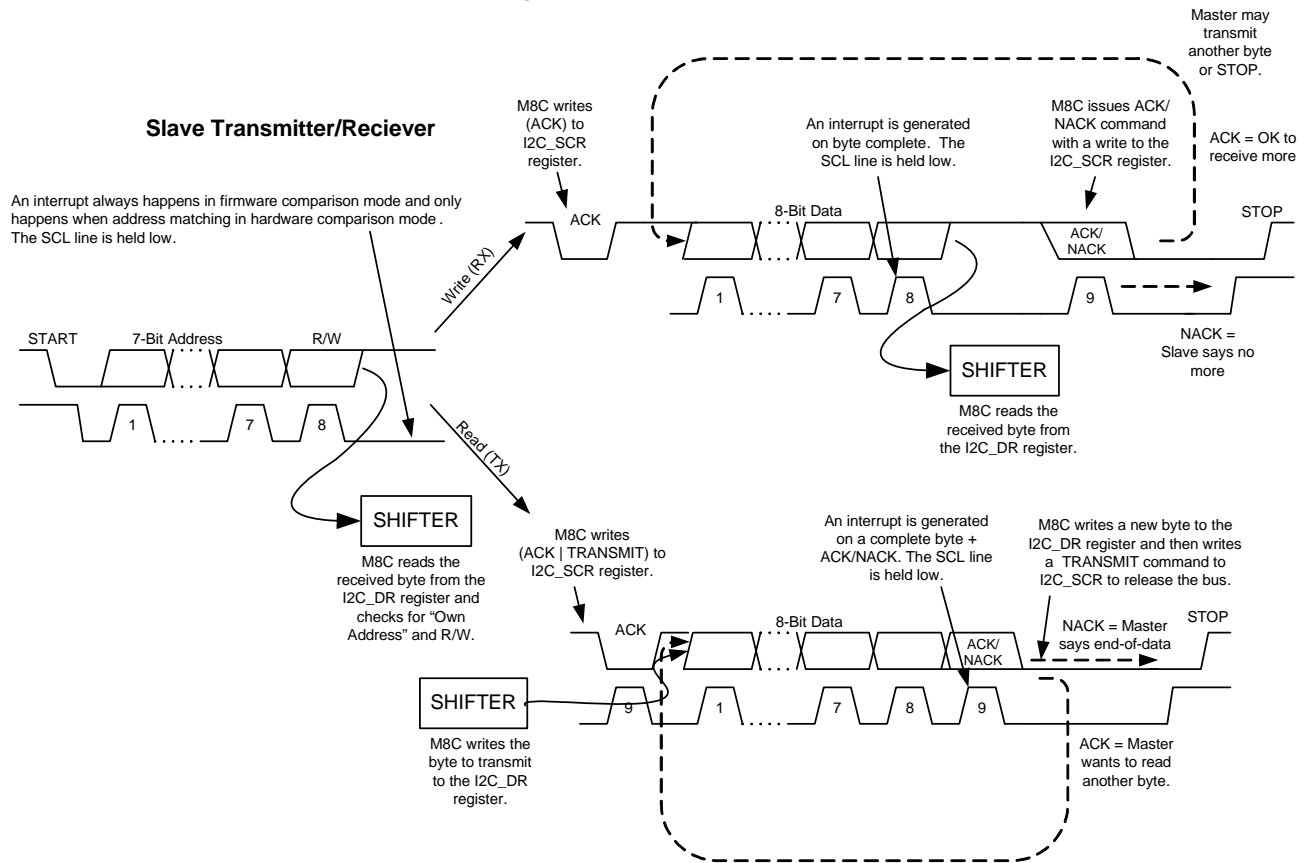 Master may
transmit
another byte
or STOP.
Slave Transmitter/Reciever
M8C writes
(ACK) to
I2C_SCR
register.
An interrupt is generated
on byte complete.  The
SCL line is held low.
M8C issues ACK/
NACK command
with a write to the
I2C_SCR register.
ACK = OK to
receive more
An interrupt always happens in firmware comparison mode and only
happens when address matching in hardware comparison mode .
The SCL line is held low.
ACK
8-Bit Data
ACK/
NACK
STOP
Write (RX)
1
7
8
9
NACK =
Slave says no
more
START
7-Bit Address
R/W
1
7
8
SHIFTER
M8C reads the
received byte from
the I2C_DR register.
Read (TX)
SHIFTER
M8C reads the
received byte from the
I2C_DR register and
checks for “Own
Address” and R/W.
M8C writes
(ACK | TRANSMIT) to
I2C_SCR register.
An interrupt is generated
on a complete byte +
ACK/NACK. The SCL line
is held low.
M8C writes a new byte to the
I2C_DR register and then writes
a  TRANSMIT command to
I2C_SCR to release the bus.
ACK
8-Bit Data
ACK/
NACK
NACK = Master
says end-of-data
STOP
SHIFTER
9
1
7
8
9
M8C writes the
byte to transmit
to the I2C_DR
register.
ACK = Master
wants to read
another byte.